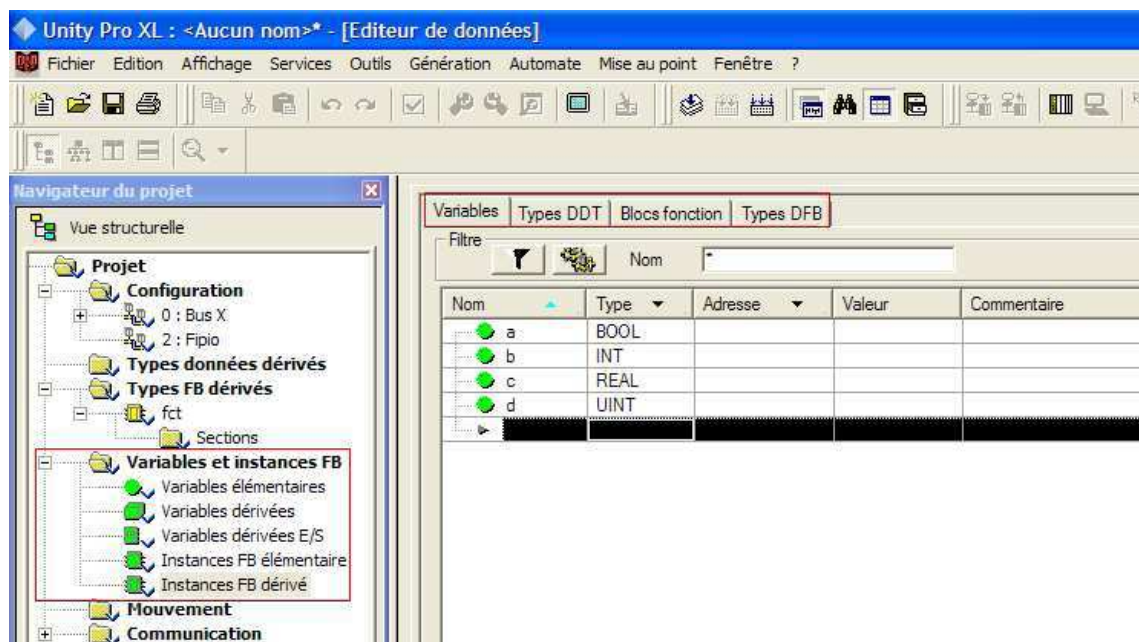 Unity Pro XL : <Aucun nom>* - [Editeur de données]
Fichier Edition Affichage Services Outils Génération Automate Mise au point Fenêtre ?
Navigateur du projet
Vue structurelle
Projet
Configuration
0 : Bus X
2 : Fipio
Types données dérivés
Types FB dérivés
fct
Sections
Variables et instances FB
Variables élémentaires
Variables dérivées
Variables dérivées E/S
Instances FB élémentaire
Instances FB dérivé
Mouvement
Communication
Variables Types DDT Blocs fonction Types DFB
Filtre
Nom *
Nom Type Adresse Valeur Commentaire
a BOOL
b INT
c REAL
d UINT